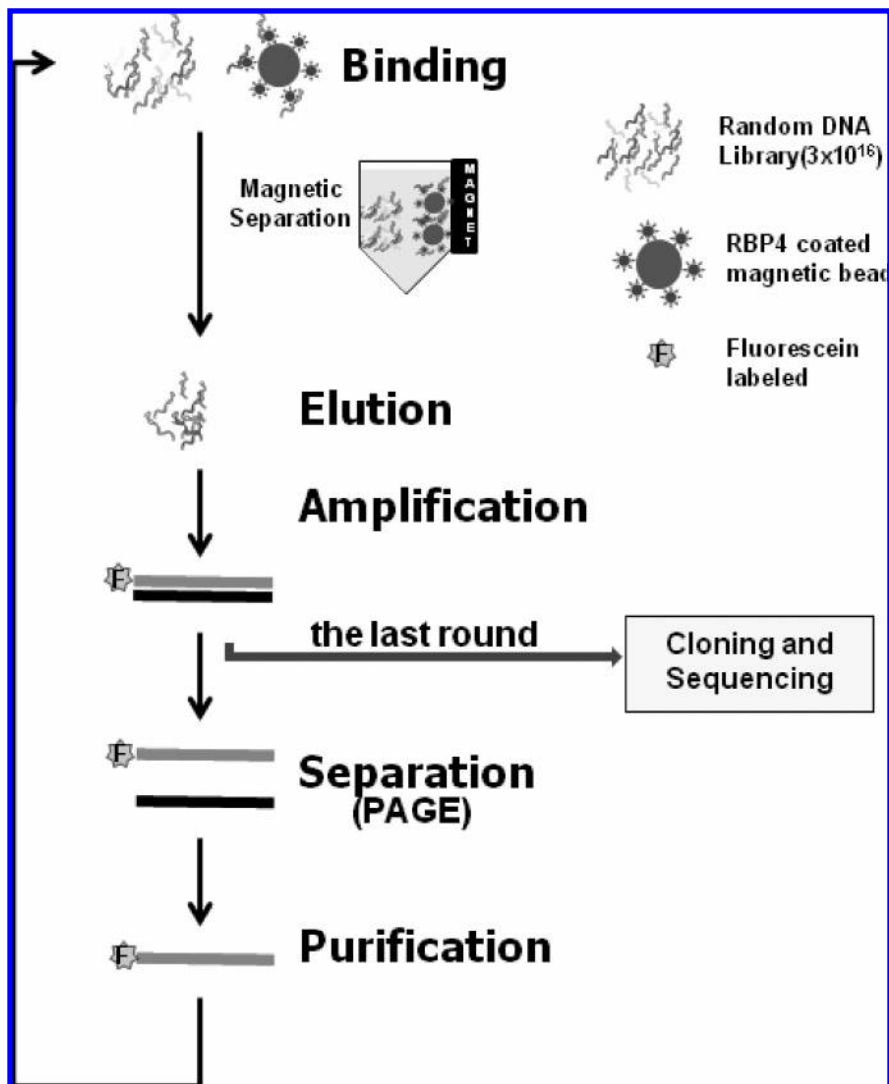 Binding
Random DNA
Library(3x10¹⁶)
Magnetic
Separation
MAGNET
RBP4 coated
magnetic bead
F
Fluorescein
labeled
Elution
Amplification
F
the last round
Cloning and
Sequencing
F
Separation
(PAGE)
F
Purification